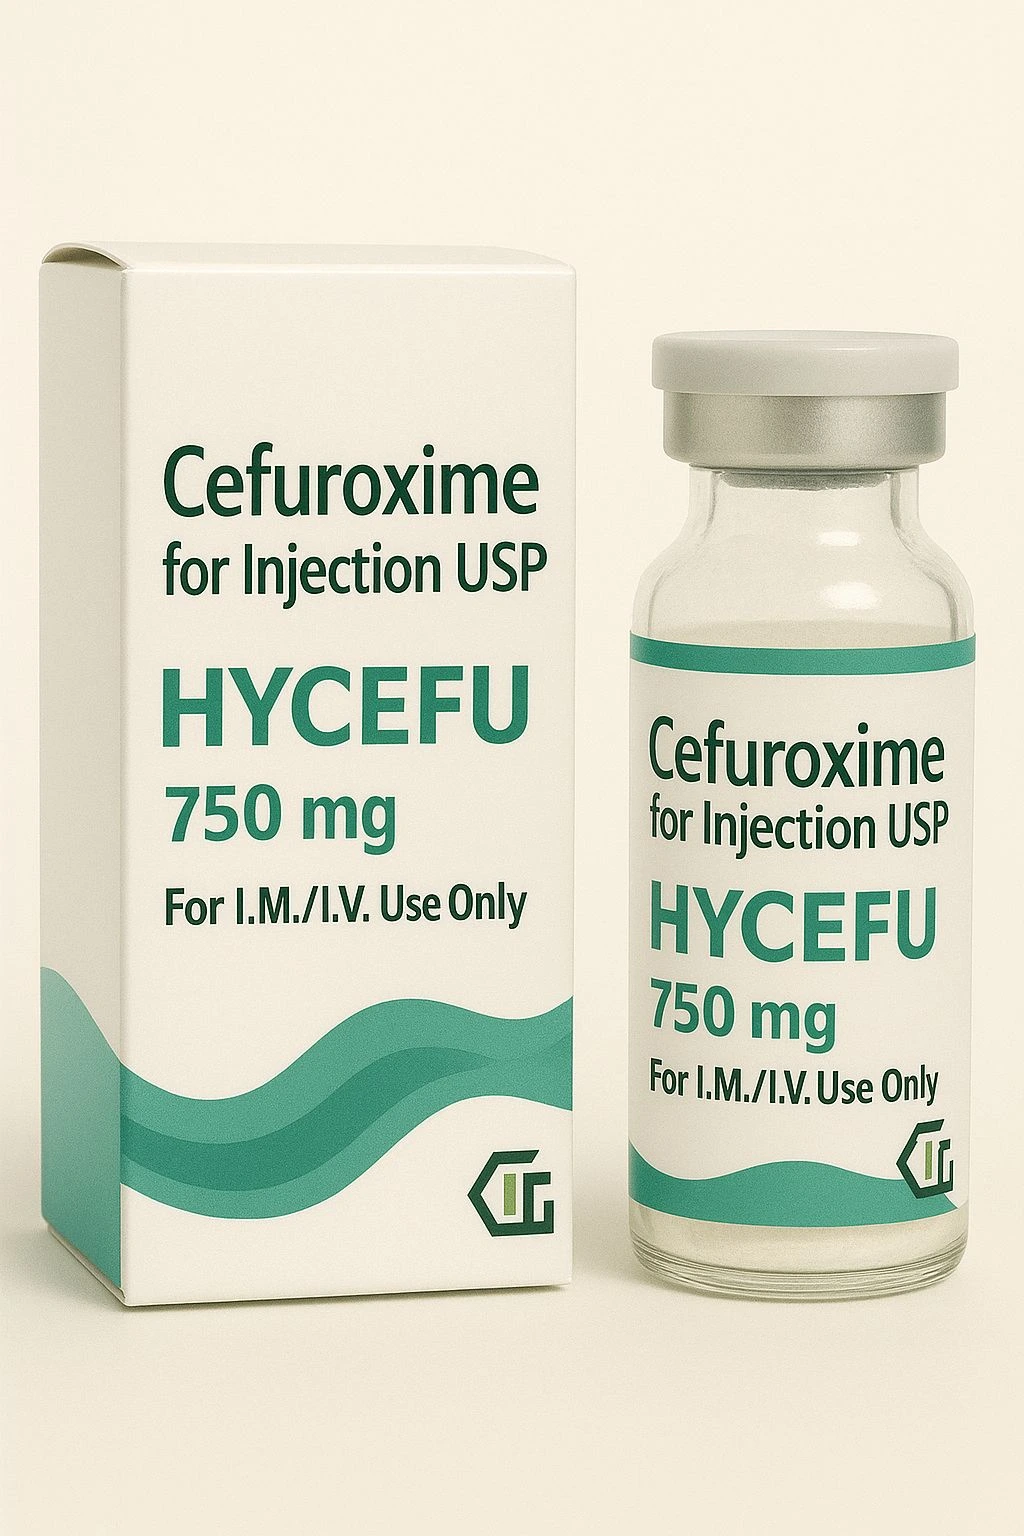 Cefuroxime
for Injection USP
HYCEFU
750 mg
For I.M./I.V. Use Only
Cefuroxime
for Injection USP
HYCEFU
750 mg
For I.M./I.V. Use Only